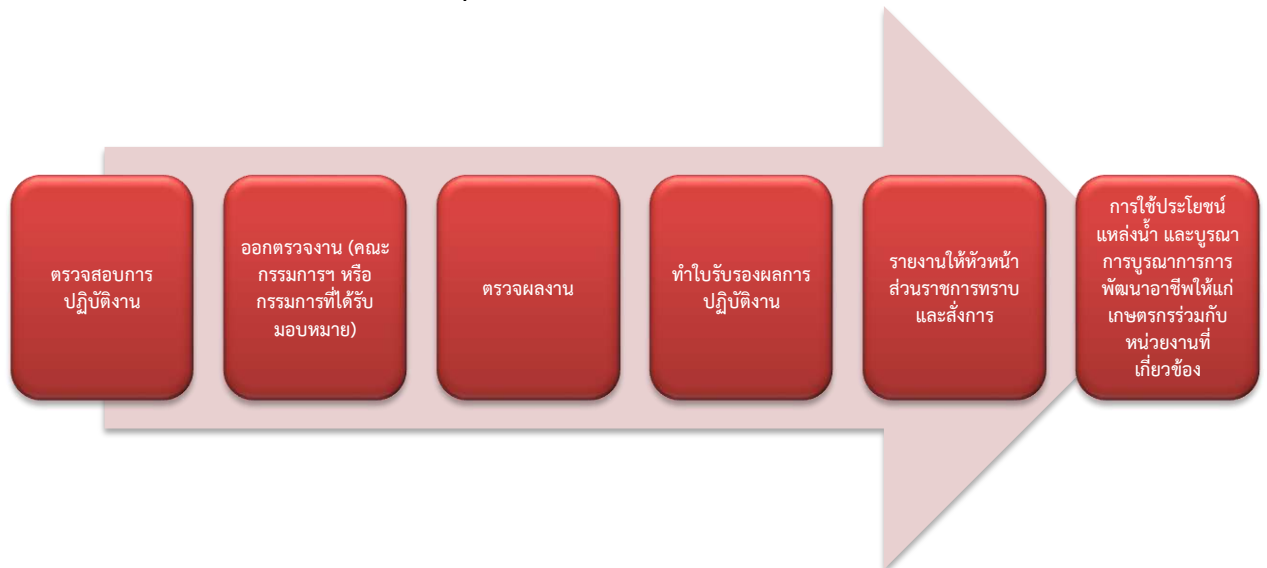 ตรวจสอบการ
ปฏิบัติงาน
ออกตรวจงาน (คณะ
กรรมการฯ หรือ
กรรมการที่ได้รับ
มอบหมาย)
ตรวจผลงาน
ทำใบรับรองผลการ
ปฏิบัติงาน
รายงานให้หัวหน้า
ส่วนราชการทราบ
และสั่งการ
การใช้ประโยชน์
แหล่งน้ำ และบูรณา
การบูรณาการการ
พัฒนาอาชีพให้แก่
เกษตรกรร่วมกับ
หน่วยงานที่
เกี่ยวข้อง